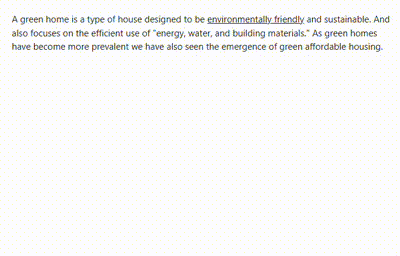 A green home is a type of house designed to be environmentally friendly and sustainable. And
also focuses on the efficient use of "energy, water, and building materials." As green homes
have become more prevalent we have also seen the emergence of green affordable housing.